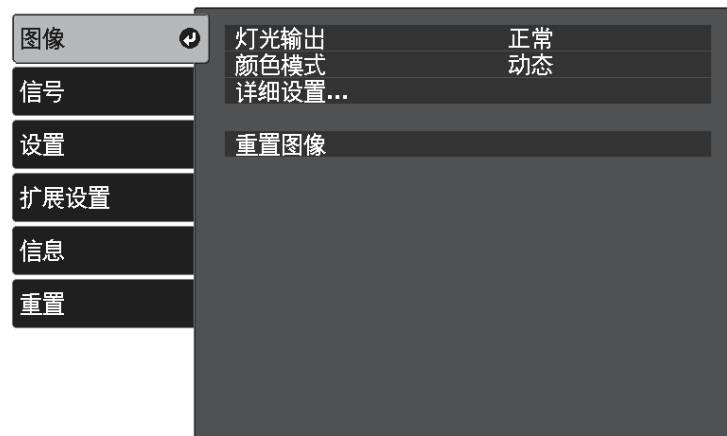 图像
信号
设置
扩展设置
信息
重置
灯光输出 正常
颜色模式 动态
详细设置...
重置图像